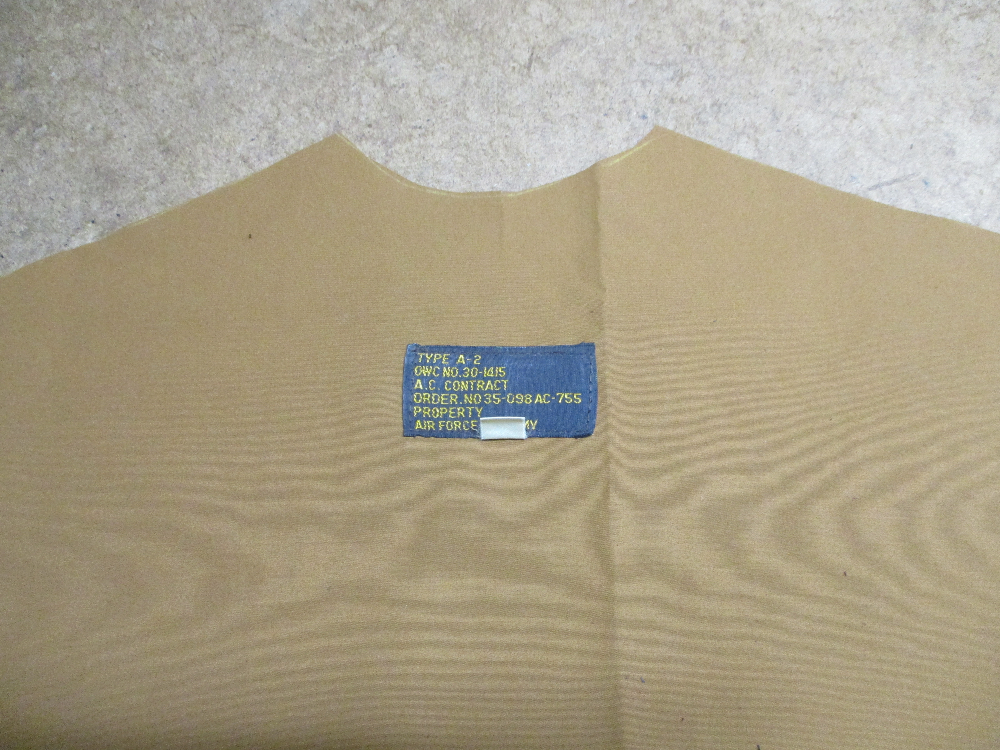 TYPE A-2
OWC NO.30-1415
A.C. CONTRACT
ORDER.NO 35-098 AC-755
PROPERTY
AIR FORCE